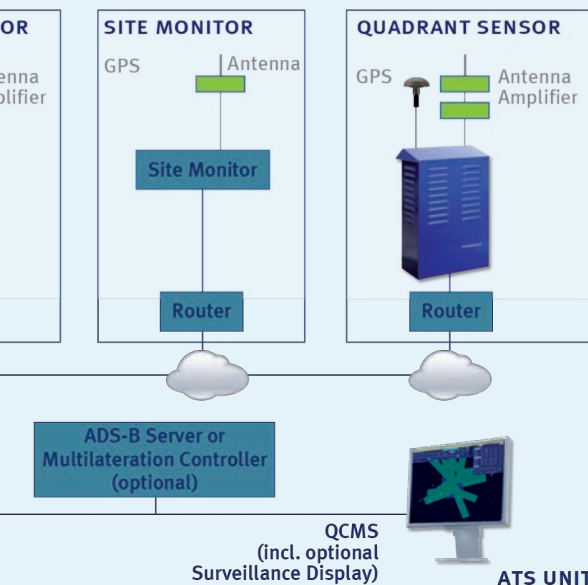 OR
enna
plifier
SITE MONITOR
GPS
Antenna
Site Monitor
Router
QUADRANT SENSOR
GPS
Antenna
Amplifier
Router
ADS-B Server or
Multilateration Controller
(optional)
QCMS
(incl. optional
Surveillance Display)
ATS UNIT